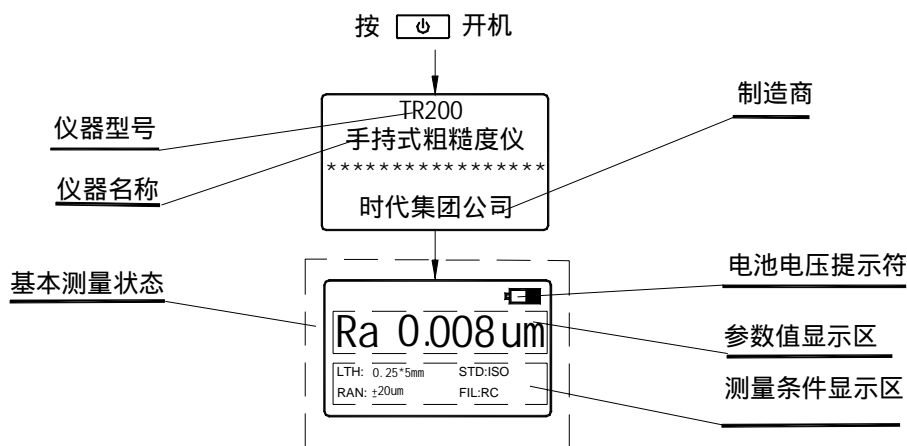 按 开机
TR200
手持式粗糙度仪
*****************
时代集团公司
制造商
仪器型号
仪器名称
基本测量状态
Ra 0.008 um
LTH: 0.25*5mm STD:ISO
RAN: ±20um FIL:RC
电池电压提示符
参数值显示区
测量条件显示区